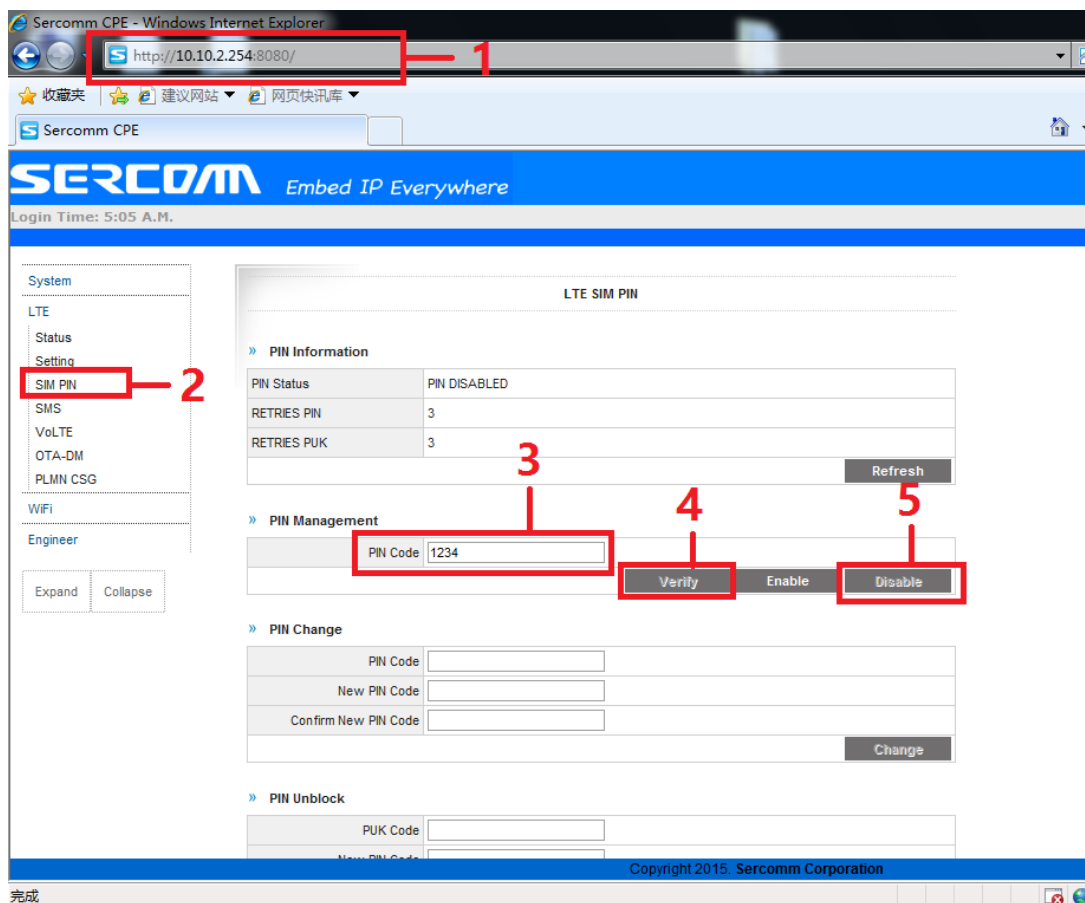 Sercomm CPE - Windows Internet Explorer
http://10.10.2.254:8080/
1
收藏夹 建议网站 网页快讯库
Sercomm CPE
SERCOMM Embed IP Everywhere
Login Time: 5:05 A.M.
System
LTE
Status
Setting
SIM PIN
2
SMS
VoLTE
OTA-DM
PLMN CSG
WiFi
Engineer
Expand Collapse
LTE SIM PIN
» PIN Information
PIN Status PIN DISABLED
RETRIES PIN 3
RETRIES PUK 3
Refresh
3
4
5
» PIN Management
PIN Code 1234
Verify Enable Disable
» PIN Change
PIN Code
New PIN Code
Confirm New PIN Code
Change
» PIN Unblock
PUK Code
New PIN Code
Copyright 2015. Sercomm Corporation
完成